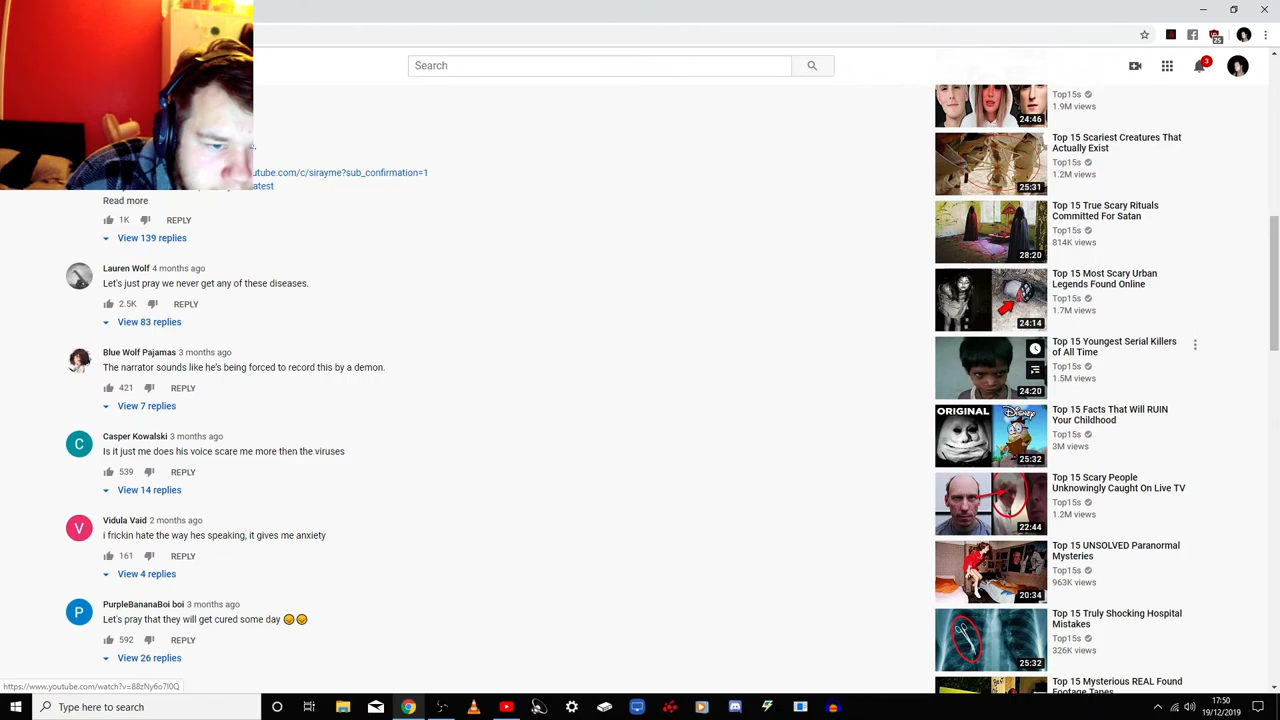 Search
3
25
utube.com/c/sirayme?sub_confirmation=1
atest
Read more
1K
REPLY
View 139 replies
Lauren Wolf 4 months ago
Let's just pray we never get any of these diseases.
2.5K
REPLY
View 83 replies
Blue Wolf Pajamas 3 months ago
The narrator sounds like he's being forced to record this by a demon.
421
REPLY
View 7 replies
Casper Kowalski 3 months ago
Is it just me does his voice scare me more then the viruses
539
REPLY
View 14 replies
Vidula Vaid 2 months ago
i frickin hate the way hes speaking, it gives me anxiety
161
REPLY
View 4 replies
PurpleBananaBoi boi 3 months ago
Let's pray that they will get cured some day
592
REPLY
View 26 replies
C
V
P
Top15s
1.9M views
24:46
Top 15 Scariest Creatures That
Actually Exist
Top15s
1.2M views
25:31
Top 15 True Scary Rituals
Committed For Satan
Top15s
814K views
28:20
Top 15 Most Scary Urban
Legends Found Online
Top15s
1.7M views
24:14
Top 15 Youngest Serial Killers
of All Time
Top15s
1.5M views
24:20
ORIGINAL
Disney
Top 15 Facts That Will RUIN
Your Childhood
Top15s
3M views
25:32
Top 15 Scary People
Unknowingly Caught On Live TV
Top15s
1.2M views
22:44
Top 15 UNSOLVED Paranormal
Mysteries
Top15s
963K views
20:34
Top 15 Truly Shocking Hospital
Mistakes
Top15s
326K views
25:32
Top 15 Mysterious REAL Found
Footage Tapes
https://www.youtube.com/watch?v=88zNy6o7I0Q
Type here to search
17:50
19/12/2019